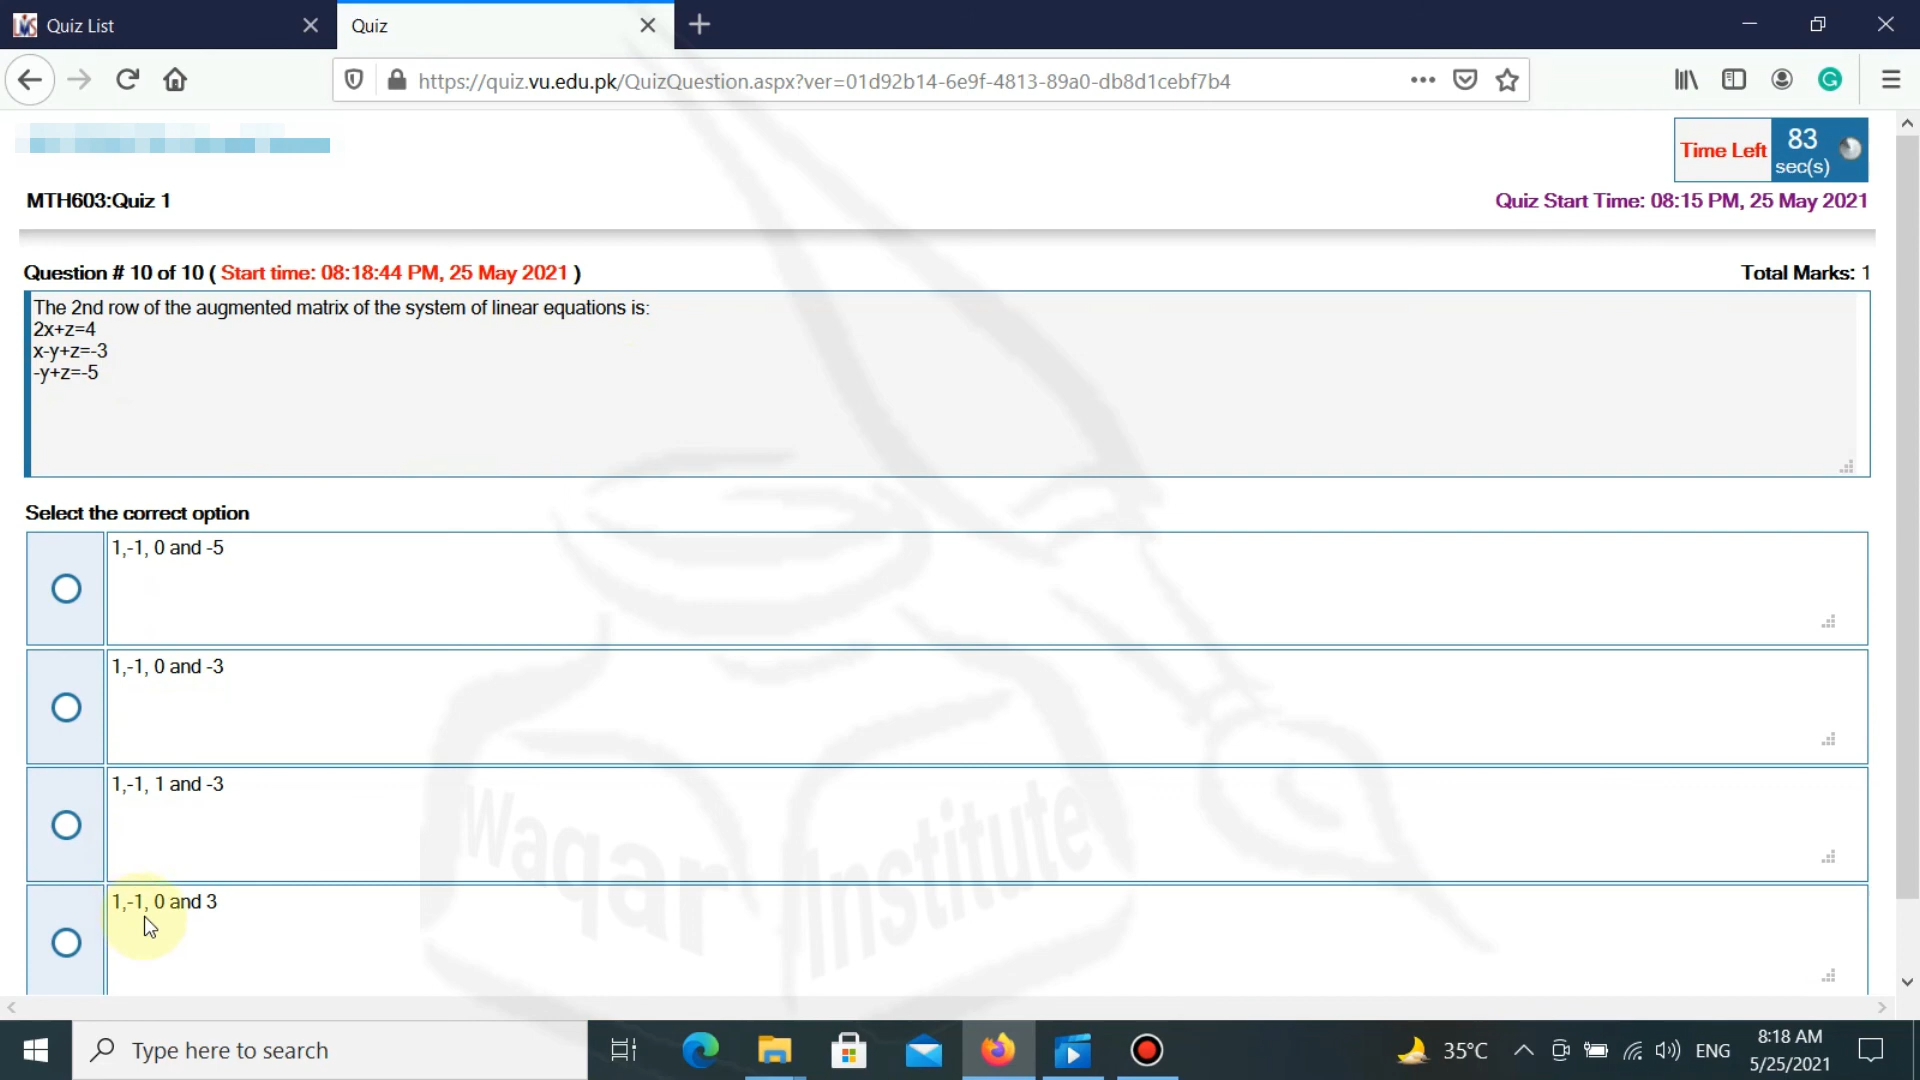 Quiz List
Quiz
https://quiz.vu.edu.pk/QuizQuestion.aspx?ver=01d92b14-6e9f-4813-89a0-db8d1cebf7b4
Time Left 83 sec(s)
MTH603:Quiz 1
Quiz Start Time: 08:15 PM, 25 May 2021
Question # 10 of 10 ( Start time: 08:18:44 PM, 25 May 2021 )
Total Marks: 1
The 2nd row of the augmented matrix of the system of linear equations is:
2x+z=4
x-y+z=-3
-y+z=-5
Select the correct option
1,-1, 0 and -5
1,-1, 0 and -3
1,-1, 1 and -3
1,-1, 0 and 3
Waqar Institute
Type here to search
35°C
ENG
8:18 AM
5/25/2021